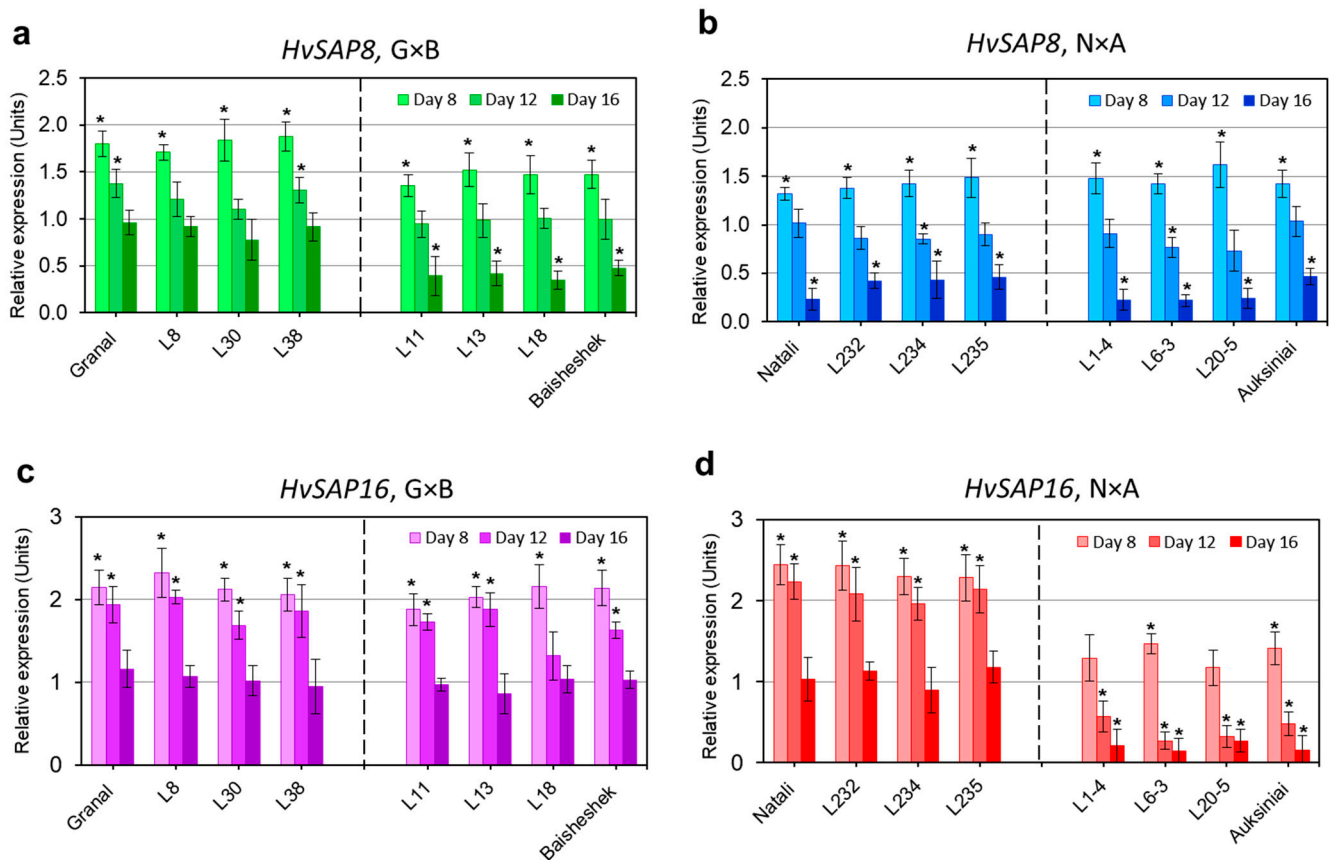 a
HvSAP8, G×B
Relative expression (Units)
2.5
2.0
1.5
1.0
0.5
0.0
Day 8 Day 12 Day 16
* * * * * * * * * * * * * *
Granal L8 L30 L38 L11 L13 L18 Baisheshek
b
HvSAP8, N×A
Relative expression (Units)
2.5
2.0
1.5
1.0
0.5
0.0
Day 8 Day 12 Day 16
* * * * * * * * * * * * * * * * * *
Natali L232 L234 L235 L1-4 L6-3 L20-5 Auksiniai
c
HvSAP16, G×B
Relative expression (Units)
3
2
1
0
Day 8 Day 12 Day 16
* * * * * * * * * * * * * * *
Granal L8 L30 L38 L11 L13 L18 Baisheshek
d
HvSAP16, N×A
Relative expression (Units)
3
2
1
0
Day 8 Day 12 Day 16
* * * * * * * * * * * * * * * * * *
Natali L232 L234 L235 L1-4 L6-3 L20-5 Auksiniai